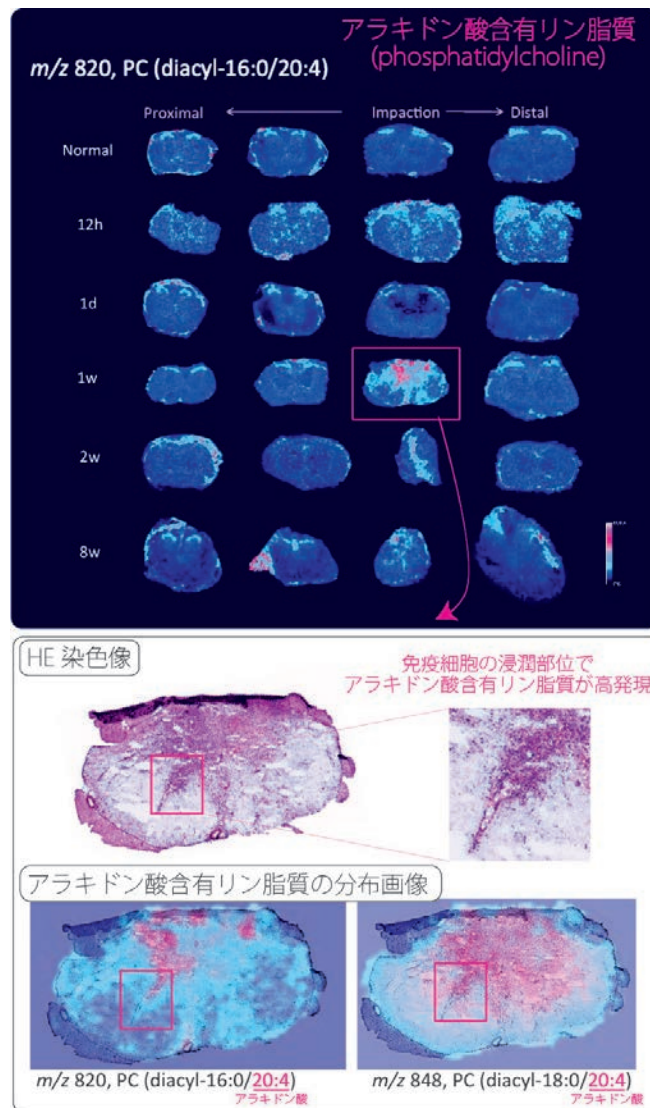 アラキドン酸含有リン脂質
(phosphatidylcholine)
m/z 820, PC (diacyl-16:0/20:4)
Proximal ← Impaction → Distal
Normal
12h
1d
1w
2w
8w
HE 染色像
免疫細胞の浸潤部位で
アラキドン酸含有リン脂質が高発現
アラキドン酸含有リン脂質の分布画像
m/z 820, PC (diacyl-16:0/20:4)
アラキドン酸
m/z 848, PC (diacyl-18:0/20:4)
アラキドン酸